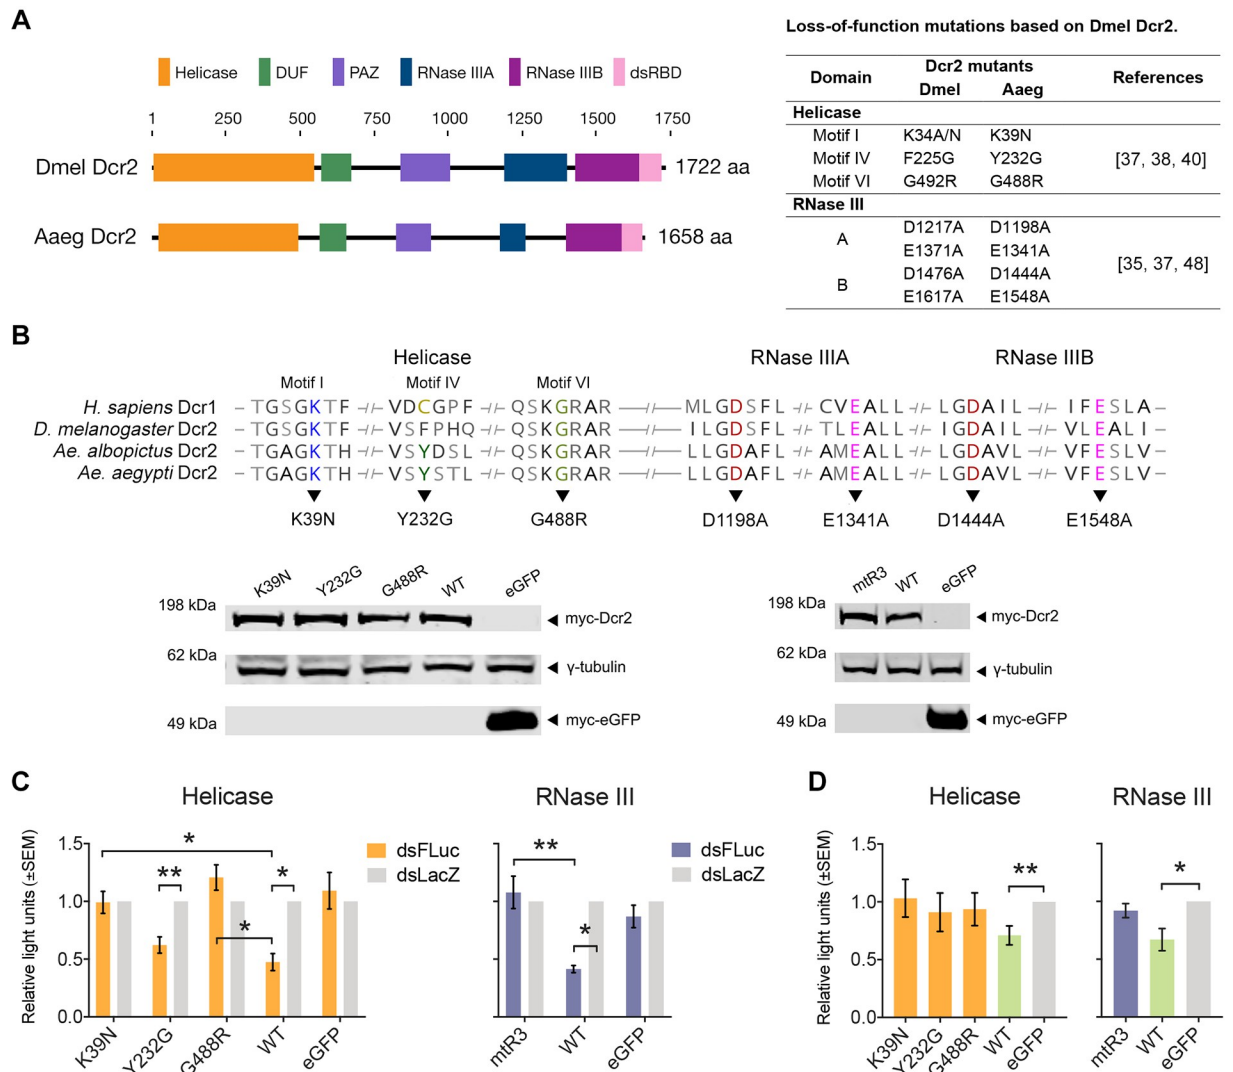 A
Helicase DUF PAZ RNase IIIA RNase IIIB dsRBD
1 250 500 750 1000 1250 1500 1750
Dmel Dcr2 1722 aa
Aaeg Dcr2 1658 aa
Loss-of-function mutations based on Dmel Dcr2.
Domain Dcr2 mutants References
Dmel Aaeg
Helicase
Motif I K34A/N K39N
Motif IV F225G Y232G [37, 38, 40]
Motif VI G492R G488R
RNase III
A D1217A D1198A
E1371A E1341A
[35, 37, 48]
B D1476A D1444A
E1617A E1548A
B
Helicase RNase IIIA RNase IIIB
Motif I Motif IV Motif VI
H. sapiens Dcr1 – TGSGKTF -//- VDCGPF -//- QSKGRAR —//— MLGDSFL -//- CVEALL -//- LGDAIL -//- IFESLA –
D. melanogaster Dcr2 – TGSGKTF -//- VSFPHQ -//- QSKGRAR —//— ILGDSFL -//- TLEALL -//- IGDAIL -//- VLEALI –
Ae. albopictus Dcr2 – TGAGKTH -//- VSYDSL -//- QSKGRAR —//— LLGDAFL -//- AMEALL -//- LGDAVL -//- VFESLV –
Ae. aegypti Dcr2 – TGAGKTH -//- VSYSTL -//- QSKGRAR —//— LLGDAFL -//- AMEALL -//- LGDAVL -//- VFESLV –
K39N Y232G G488R D1198A E1341A D1444A E1548A
K39N Y232G G488R WT eGFP
198 kDa myc-Dcr2
62 kDa γ-tubulin
49 kDa myc-eGFP
mtR3 WT eGFP
198 kDa myc-Dcr2
62 kDa γ-tubulin
49 kDa myc-eGFP
C
Helicase
Relative light units (±SEM)
1.5
1.0
0.5
0.0
* ** * *
K39N Y232G G488R WT eGFP
dsFLuc
dsLacZ
RNase III
** *
mtR3 WT eGFP
dsFLuc
dsLacZ
D
Helicase
Relative light units (±SEM)
1.5
1.0
0.5
0.0
**
K39N Y232G G488R WT eGFP
RNase III
*
mtR3 WT eGFP